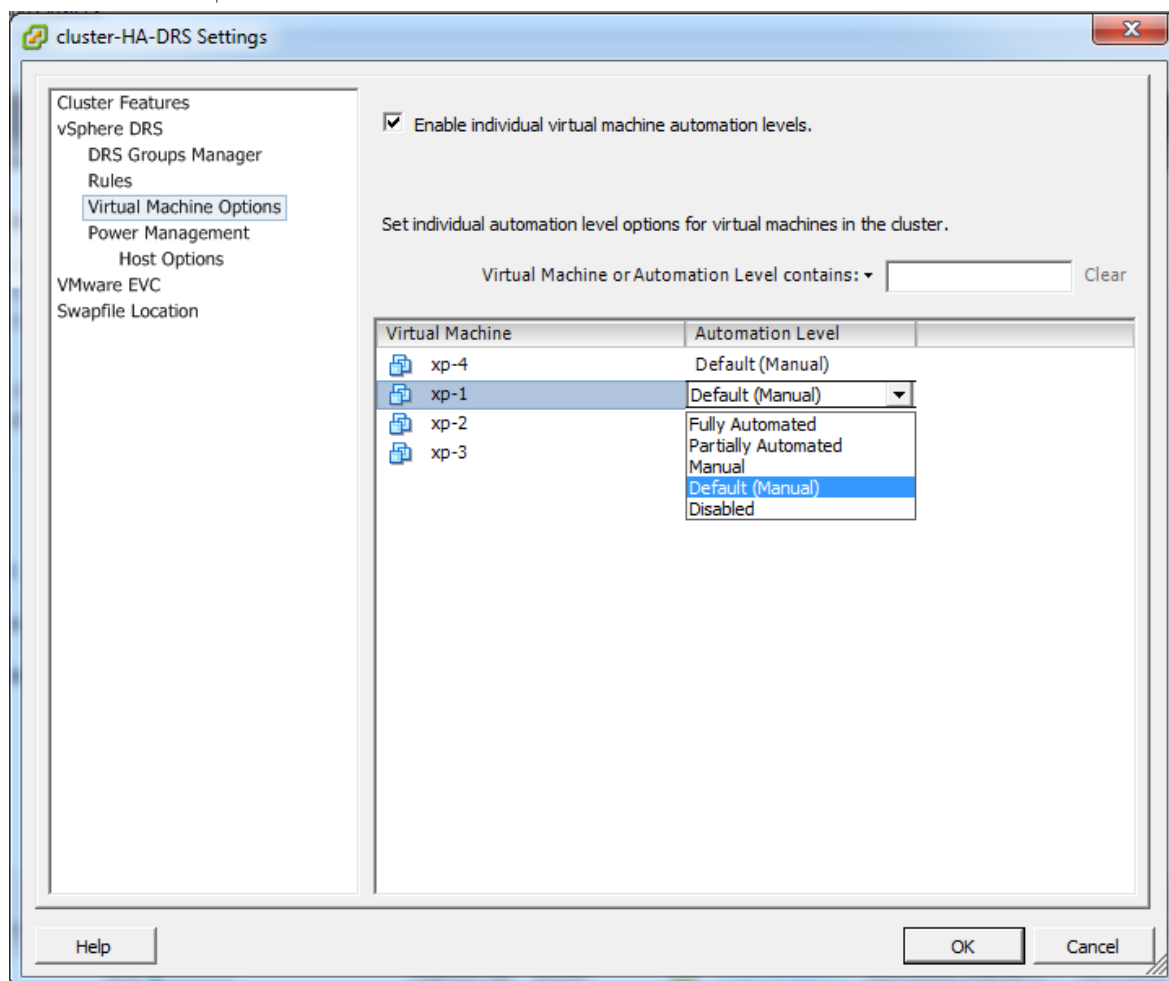 cluster-HA-DRS Settings
X
Cluster Features
vSphere DRS
DRS Groups Manager
Rules
Virtual Machine Options
Power Management
Host Options
VMware EVC
Swapfile Location
Enable individual virtual machine automation levels.
Set individual automation level options for virtual machines in the cluster.
Virtual Machine or Automation Level contains:
Clear
Virtual Machine Automation Level
xp-4 Default (Manual)
xp-1 Default (Manual)
xp-2
xp-3
Fully Automated
Partially Automated
Manual
Default (Manual)
Disabled
Help OK Cancel